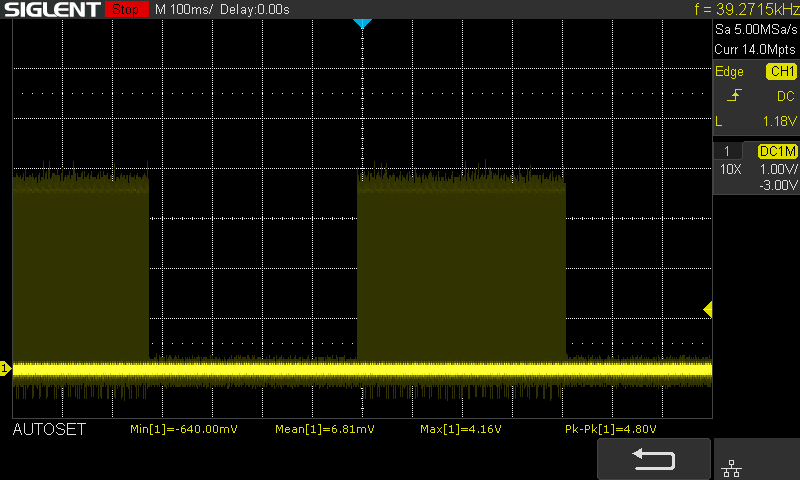 SIGLENT Stop M 100ms/ Delay:0.00s f = 39.2715kHz
Sa 5.00MSa/s
Curr 14.0Mpts
Edge CH1
DC
L 1.18V
1 DC1M
10X 1.00V/
-3.00V
1
AUTOSET Min[1]=-640.00mV Mean[1]=6.81mV Max[1]=4.16V Pk-Pk[1]=4.80V